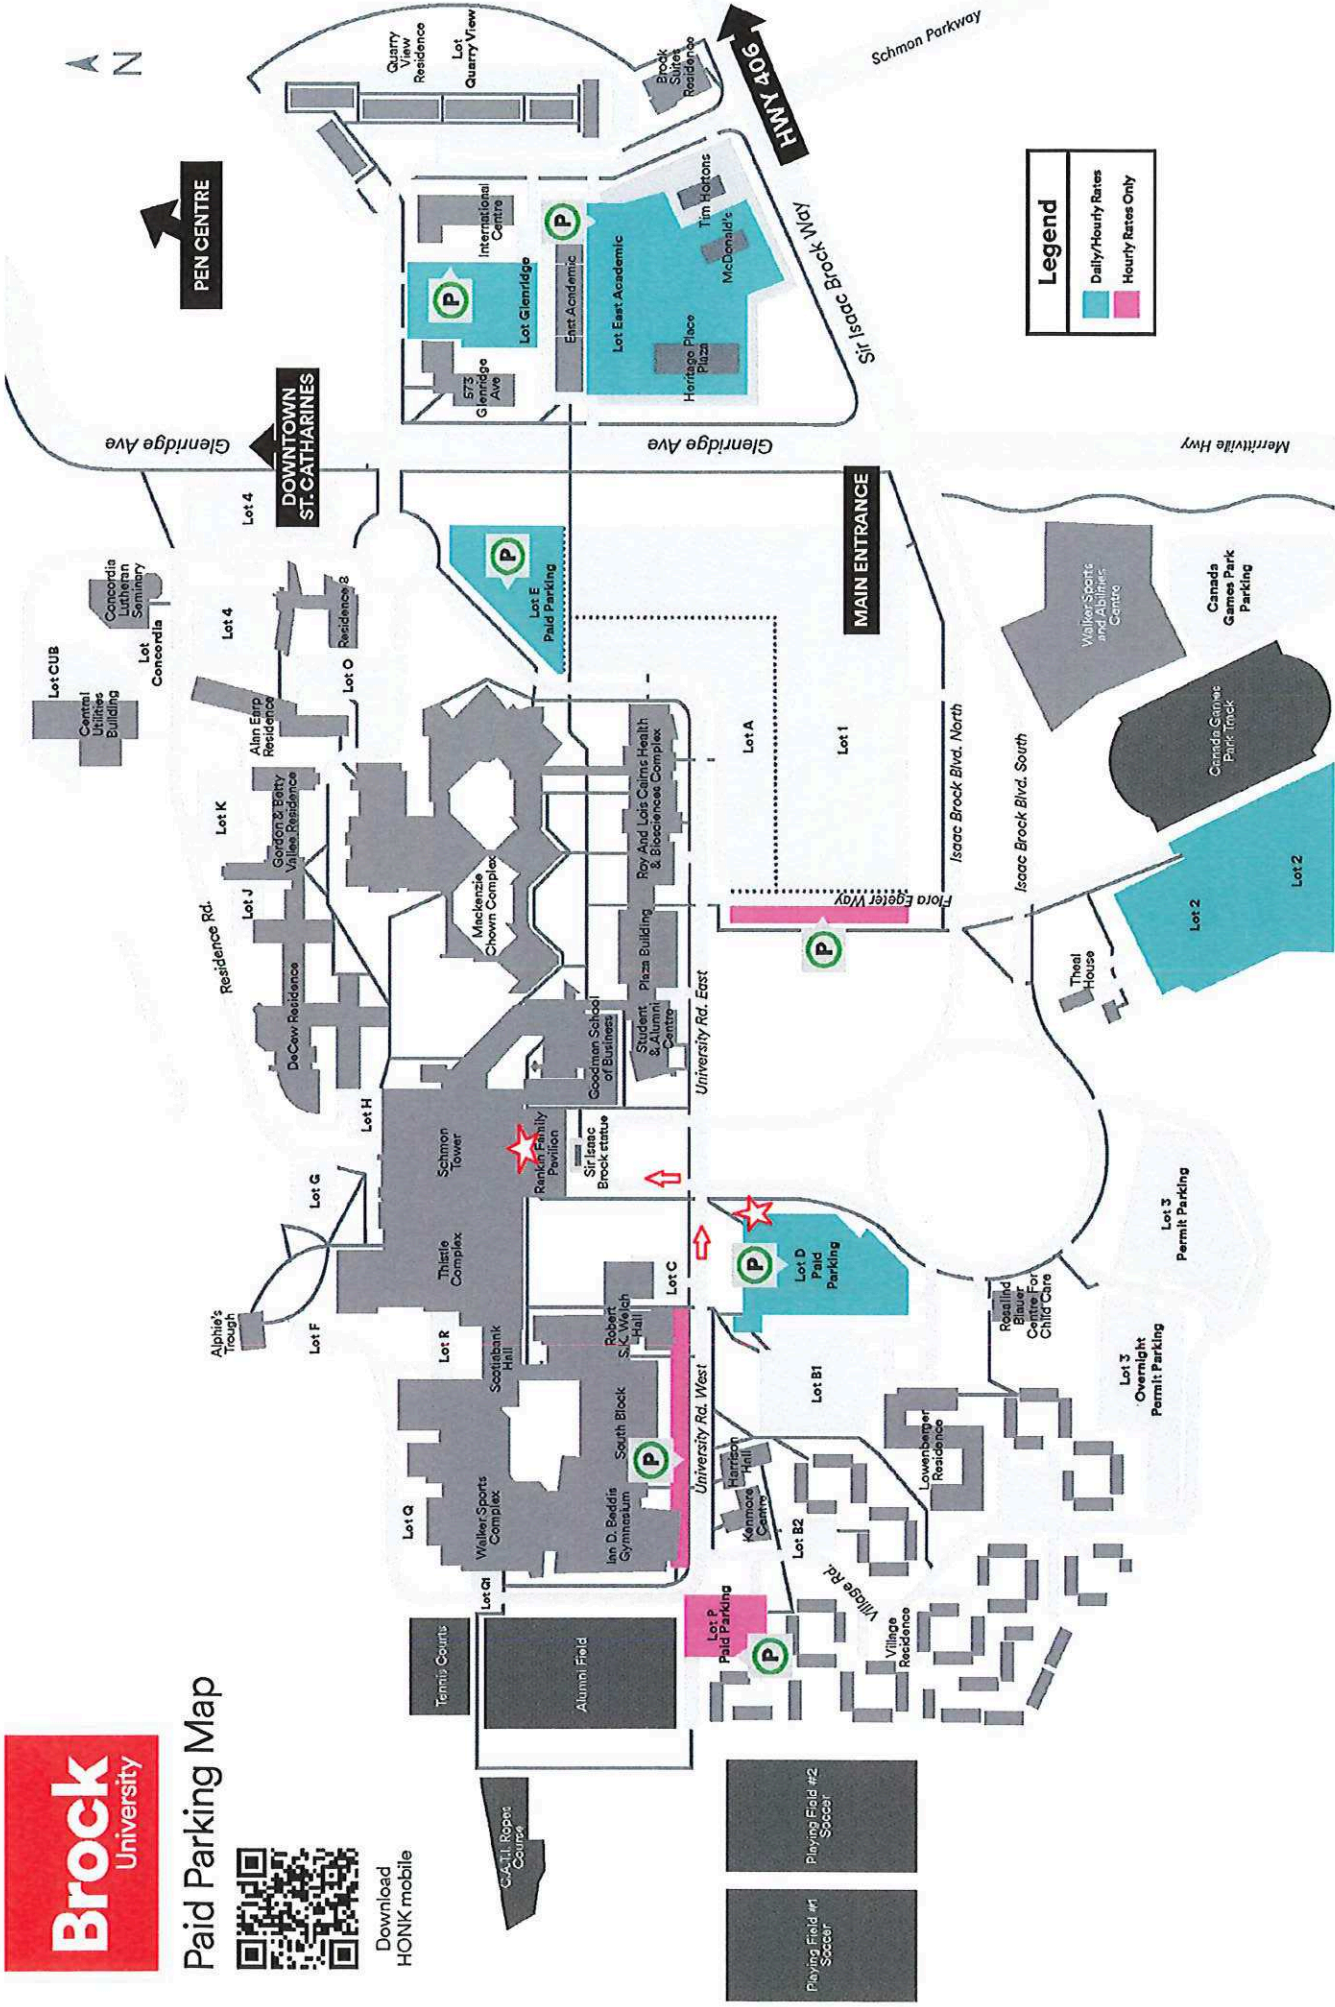 Brock
University
Paid Parking Map
Download
HONK mobile
N
PEN CENTRE
DOWNTOWN
ST. CATHARINES
HWY 406
MAIN ENTRANCE
Legend
Daily/Hourly Rates
Hourly Rates Only
Quarry
View
Residence
Lot
Quarry View
Brock
Suites
Residence
Schmon Parkway
International
Centre
P
Lot Glenridge
573
Glenridge
Ave
East Academic
P
Lot East Academic
Tim Hortons
McDonald's
Heritage Place
Plaza
Sir Isaac Brock Way
Glenridge Ave
Glenridge Ave
Merrittville Hwy
Lot 4
Lot CUB
Central
Utilities
Building
Concordia
Lutheran
Seminary
Lot
Concordia
Lot 4
Residence 8
Lot O
Alan Earp
Residence
Lot K
Gordon & Betty
Vallee Residence
Lot J
Residence Rd.
DeCew Residence
Lot H
Lot G
Alphie's
Trough
Lot F
P
Lot E
Paid Parking
Mackenzie
Chown Complex
Ray And Lois Cairns Health
& Biosciences Complex
Plaza Building
Student
& Alumni
Centre
Goodman School
of Business
Schmon
Tower
Rankin Family
Pavilion
Sir Isaac
Brock statue
Thistle
Complex
Lot R
Scotiabank
Hall
Robert
S.K. Welch
Hall
Lot C
South Block
P
Lot Q
Walker Sports
Complex
Ian D. Beddis
Gymnasium
Lot Q1
Tennis Courts
Alumni Field
C.A.T.I. Ropes
Course
Lot A
Lot 1
Flora Egeter Way
P
University Rd. East
University Rd. West
Isaac Brock Blvd. North
Isaac Brock Blvd. South
Walker Sports
and Abilities
Centre
Canada
Games Park
Parking
Canada Games
Park Track
Lot 2
Lot 2
Theal
House
P
Lot D
Paid
Parking
Lot B1
Harrison
Hall
Kenmore
Centre
Lot B2
Village Rd.
Lowenberger
Residence
Rosalind
Blauer
Centre For
Child Care
Lot 3
Permit Parking
Lot 3
Overnight
Permit Parking
Lot P
Paid Parking
P
Village
Residence
Playing Field #2
Soccer
Playing Field #1
Soccer